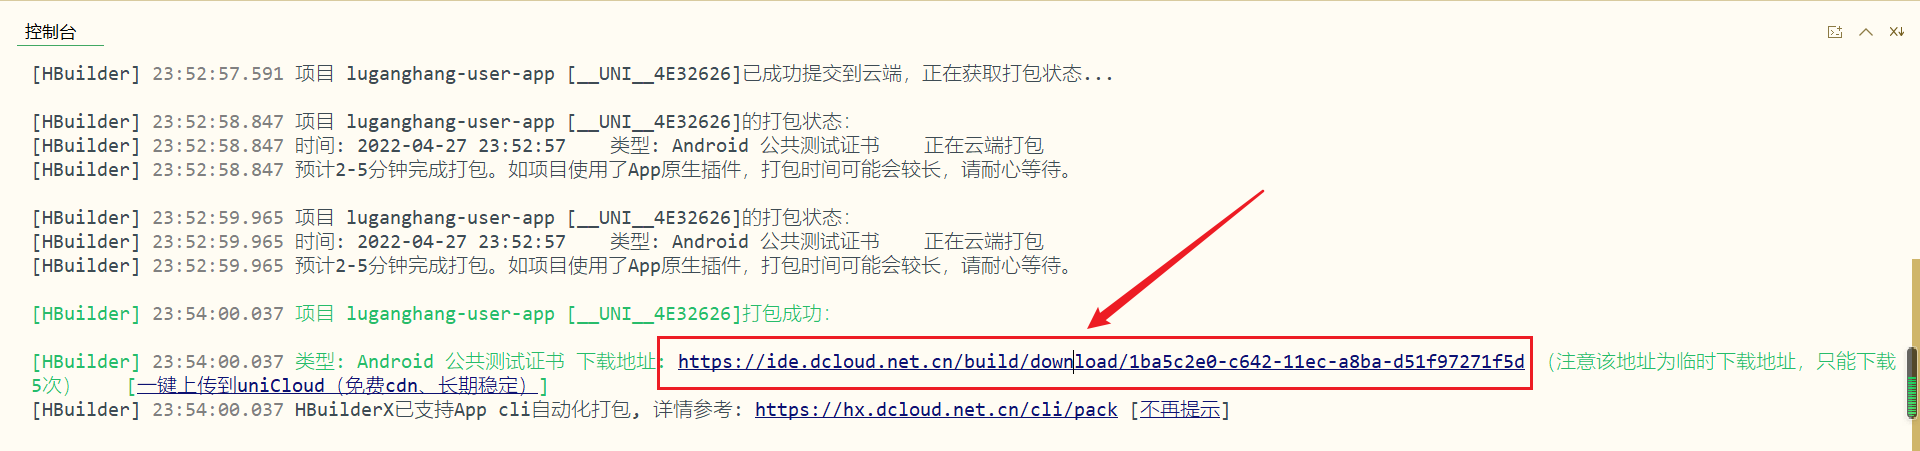 控制台
[HBuilder] 23:52:57.591 项目 luganghang-user-app [__UNI__4E32626]已成功提交到云端，正在获取打包状态...
[HBuilder] 23:52:58.847 项目 luganghang-user-app [__UNI__4E32626]的打包状态：
[HBuilder] 23:52:58.847 时间: 2022-04-27 23:52:57    类型: Android 公共测试证书    正在云端打包
[HBuilder] 23:52:58.847 预计2-5分钟完成打包。如项目使用了App原生插件，打包时间可能会较长，请耐心等待。
[HBuilder] 23:52:59.965 项目 luganghang-user-app [__UNI__4E32626]的打包状态：
[HBuilder] 23:52:59.965 时间: 2022-04-27 23:52:57    类型: Android 公共测试证书    正在云端打包
[HBuilder] 23:52:59.965 预计2-5分钟完成打包。如项目使用了App原生插件，打包时间可能会较长，请耐心等待。
[HBuilder] 23:54:00.037 项目 luganghang-user-app [__UNI__4E32626]打包成功：
[HBuilder] 23:54:00.037 类型: Android 公共测试证书 下载地址: https://ide.dcloud.net.cn/build/download/1ba5c2e0-c642-11ec-a8ba-d51f97271f5d （注意该地址为临时下载地址，只能下载
5次）    [一键上传到uniCloud（免费cdn、长期稳定）]
[HBuilder] 23:54:00.037 HBuilderX已支持App cli自动化打包, 详情参考: https://hx.dcloud.net.cn/cli/pack [不再提示]